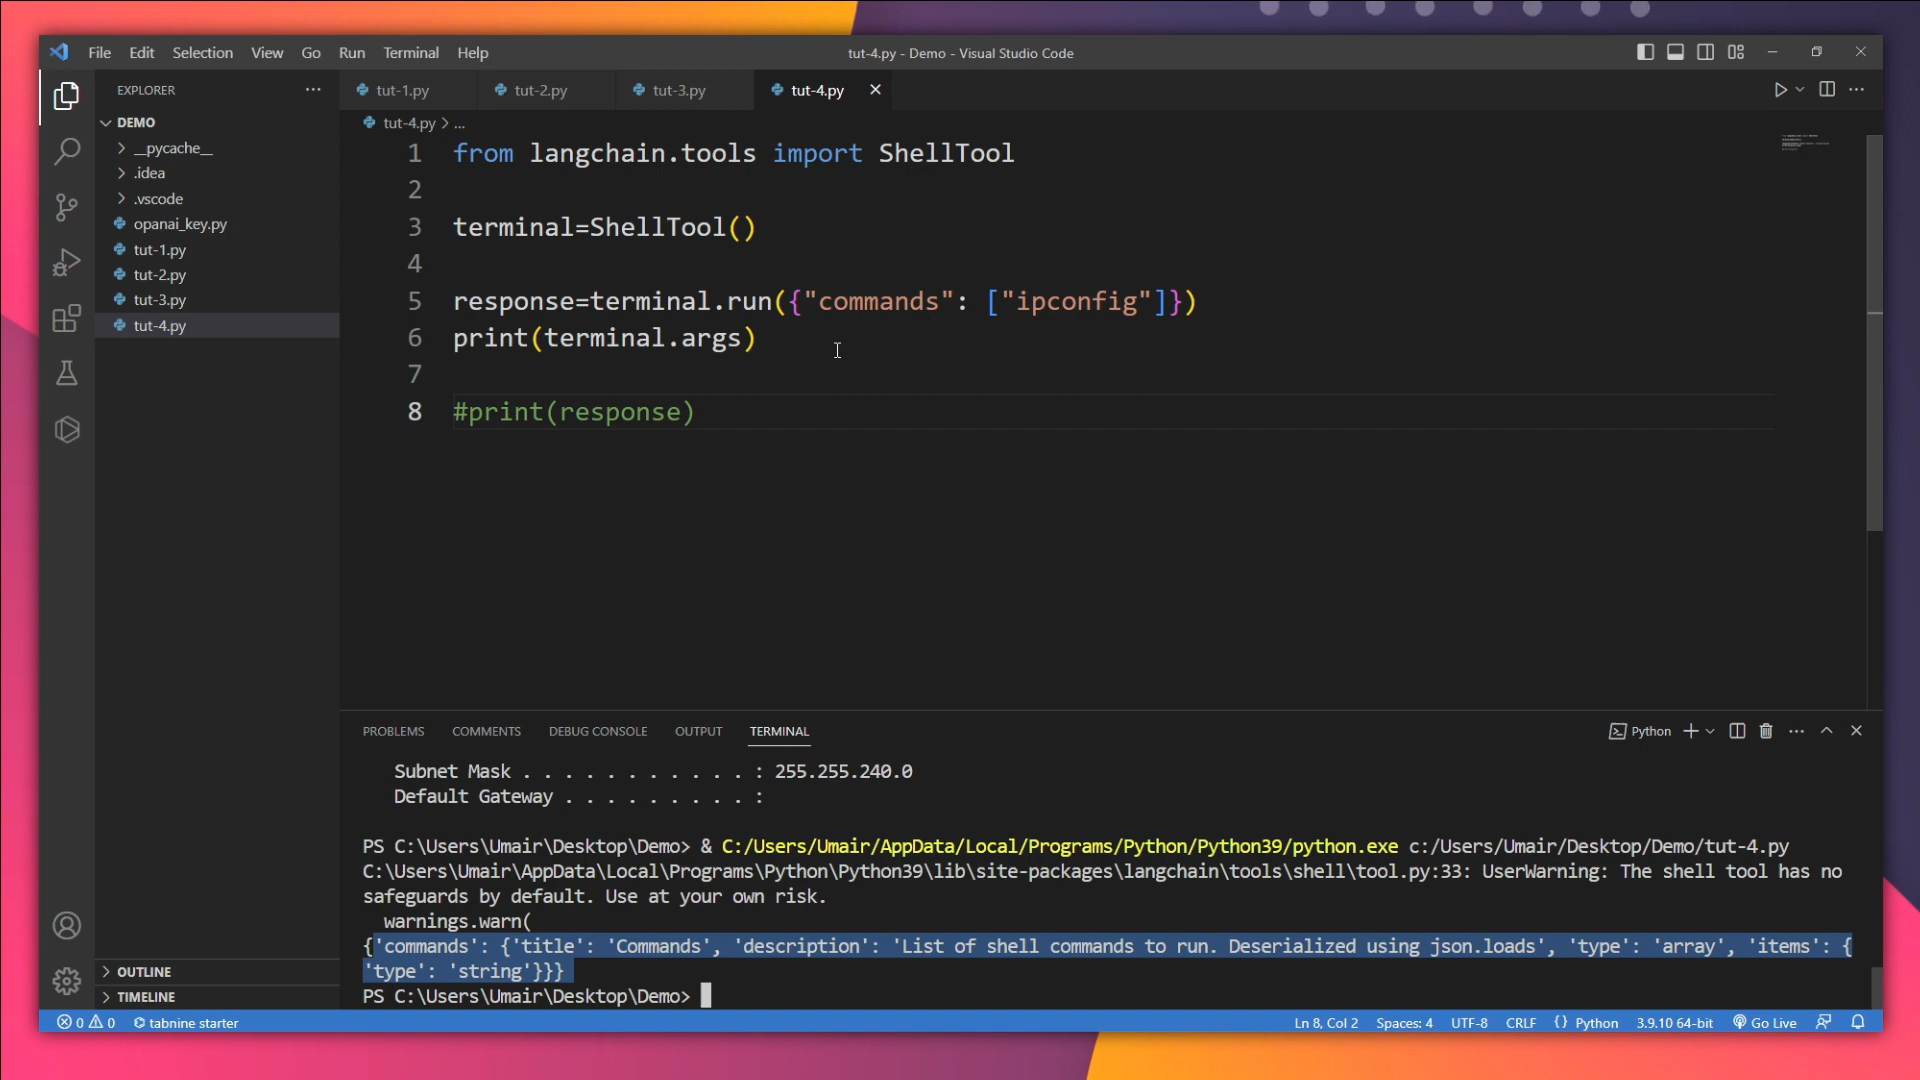 File Edit Selection View Go Run Terminal Help
tut-4.py - Demo - Visual Studio Code
EXPLORER
tut-1.py
tut-2.py
tut-3.py
tut-4.py
DEMO
__pycache__
.idea
.vscode
opanai_key.py
tut-1.py
tut-2.py
tut-3.py
tut-4.py
tut-4.py > ...
1 from langchain.tools import ShellTool
2
3 terminal=ShellTool()
4
5 response=terminal.run({"commands": ["ipconfig"]})
6 print(terminal.args)
7
8 #print(response)
PROBLEMS COMMENTS DEBUG CONSOLE OUTPUT TERMINAL
Python
Subnet Mask . . . . . . . . . . . : 255.255.240.0
Default Gateway . . . . . . . . . :
PS C:\Users\Umair\Desktop\Demo> & C:/Users/Umair/AppData/Local/Programs/Python/Python39/python.exe c:/Users/Umair/Desktop/Demo/tut-4.py
C:\Users\Umair\AppData\Local\Programs\Python\Python39\lib\site-packages\langchain\tools\shell\tool.py:33: UserWarning: The shell tool has no
safeguards by default. Use at your own risk.
warnings.warn(
{'commands': {'title': 'Commands', 'description': 'List of shell commands to run. Deserialized using json.loads', 'type': 'array', 'items': {
'type': 'string'}}}
PS C:\Users\Umair\Desktop\Demo>
OUTLINE
TIMELINE
0 0 tabnine starter
Ln 8, Col 2 Spaces: 4 UTF-8 CRLF {} Python 3.9.10 64-bit Go Live